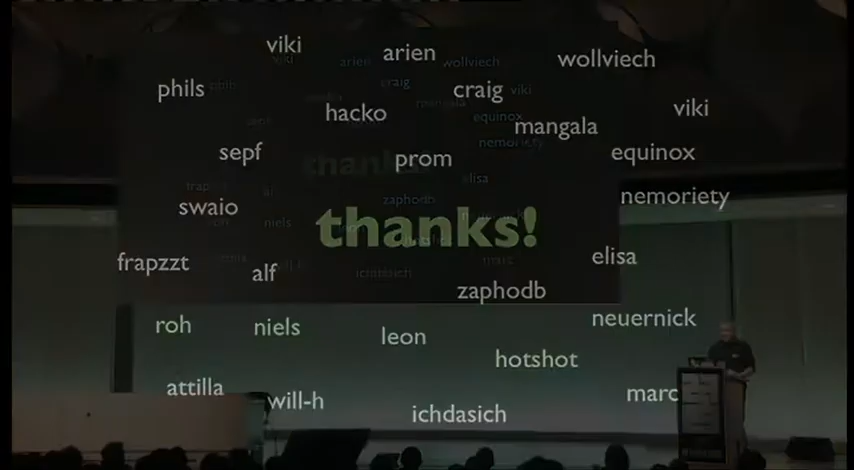 viki
arien
wollviech
phils
craig
hacko
viki
mangala
sepf
prom
equinox
swaio
nemoriety
thanks!
frapzzt
alf
elisa
zaphodb
roh
niels
leon
neuernick
hotshot
attilla
will-h
marc
ichdasich